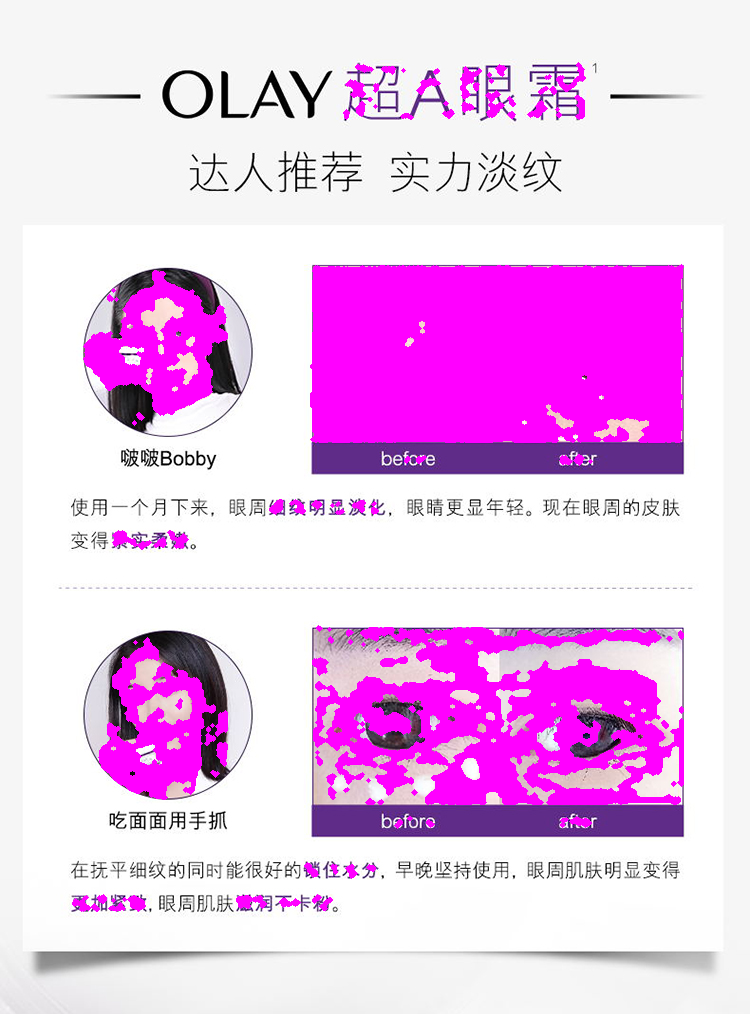 OLAY 超A眼霜¹
达人推荐 实力淡纹
啵啵Bobby
before after
使用一个月下来，眼周细纹明显淡化，眼睛更显年轻。现在眼周的皮肤
变得紧实柔嫩。
吃面面用手抓
before after
在抚平细纹的同时能很好的锁住水分，早晚坚持使用，眼周肌肤明显变得
更加紧致，眼周肌肤滋润不卡粉。